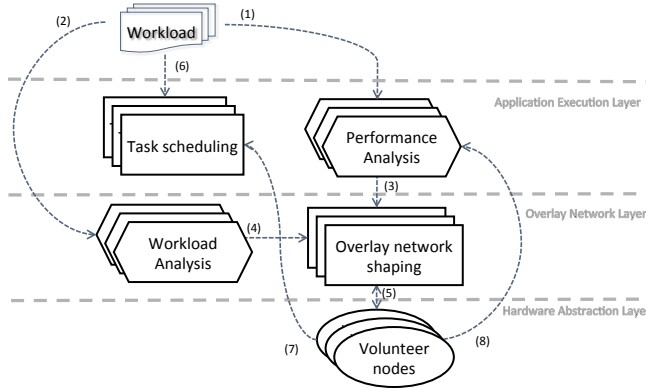 (2)
Workload
(1)
(6)
Application Execution Layer
Task scheduling
Performance
Analysis
(3)
Overlay Network Layer
Workload
Analysis
(4)
Overlay network
shaping
(5)
Hardware Abstraction Laye
(7)
Volunteer
nodes
(8)